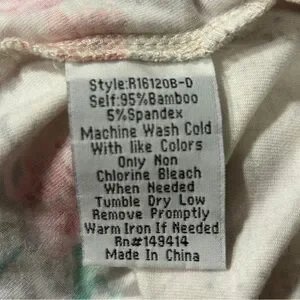 Style:R16120B-D
Self:95%Bamboo
5%Spandex
Machine Wash Cold
With like Colors
Only Non
Chlorine Bleach
When Needed
Tumble Dry Low
Remove Promptly
Warm Iron If Needed
Rn#149414
Made In China